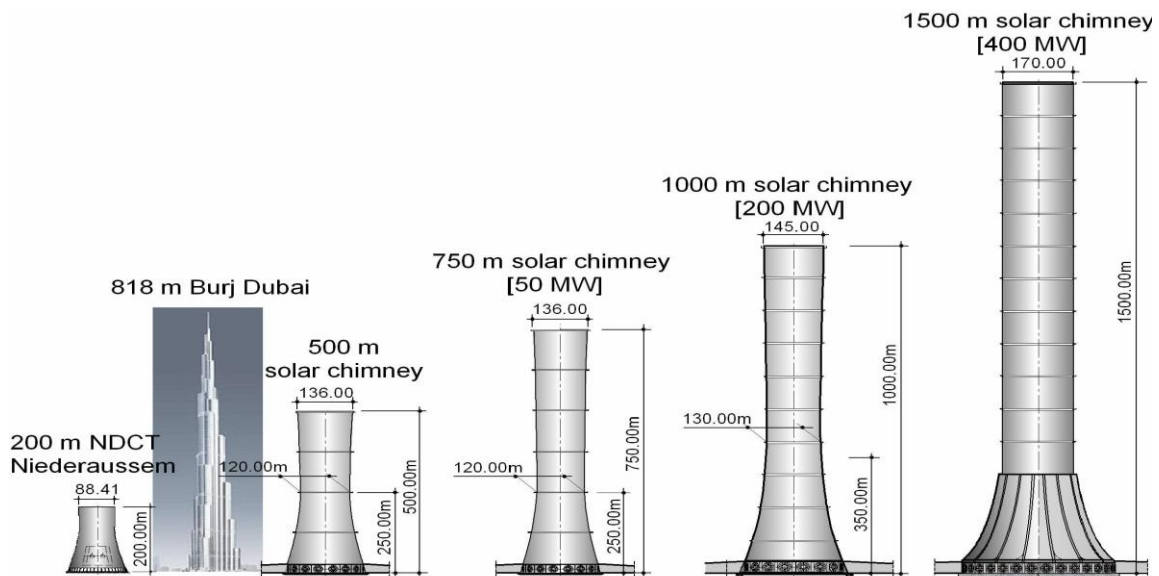 1500 m solar chimney
[400 MW]
170.00
1500.00m
1000 m solar chimney
[200 MW]
145.00
130.00m
1000.00m
350.00m
750 m solar chimney
[50 MW]
136.00
120.00m
750.00m
250.00m
818 m Burj Dubai
500 m
solar chimney
136.00
120.00m
500.00m
250.00m
200 m NDCT
Niederaussem
88.41
200.00m